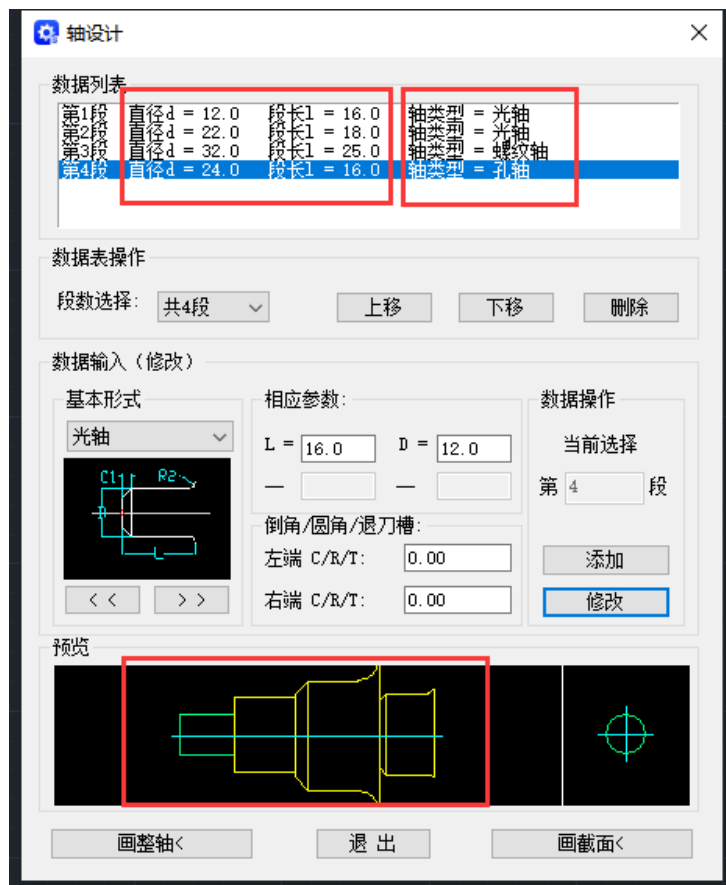 轴设计
数据列表
第1段 直径d = 12.0 段长l = 16.0 轴类型 = 光轴
第2段 直径d = 22.0 段长l = 18.0 轴类型 = 光轴
第3段 直径d = 32.0 段长l = 25.0 轴类型 = 螺纹轴
第4段 直径d = 24.0 段长l = 16.0 轴类型 = 孔轴
数据表操作
段数选择: 共4段 上移 下移 删除
数据输入（修改）
基本形式 相应参数: 数据操作
光轴 L = 16.0 D = 12.0 当前选择
C1 R2
D
L
— — 第 4 段
倒角/圆角/退刀槽:
左端 C/R/T: 0.00 添加
<< >> 右端 C/R/T: 0.00 修改
预览
画整轴< 退 出 画截面<